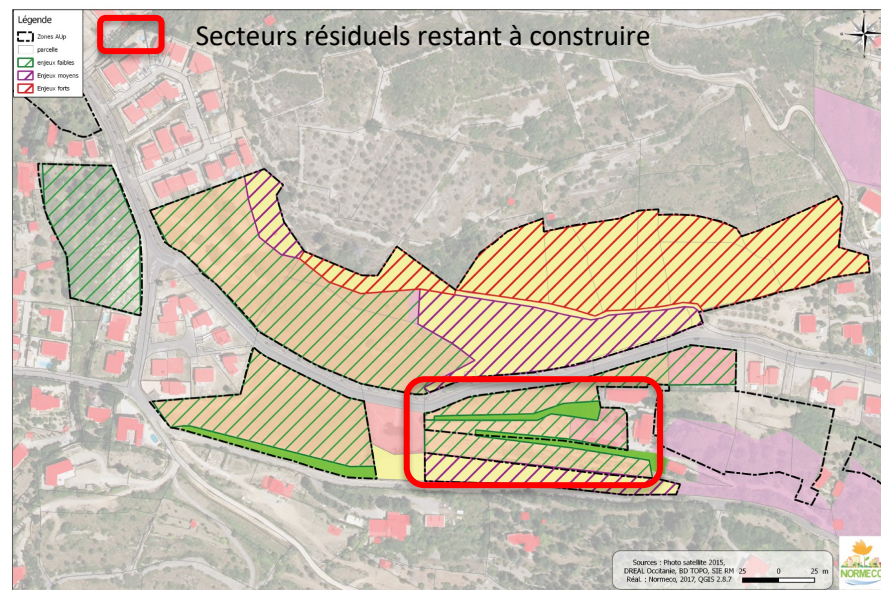 Légende
Zones AUp
parcelle
enjeux faibles
Enjeux moyens
Enjeux forts
Secteurs résiduels restant à construire
Sources : Photo satellite 2015,
DREAL Occitanie, BD TOPO, SIE RM
Réal. : Normeco, 2017, QGIS 2.8.7
25 0 25 m
NORMECO